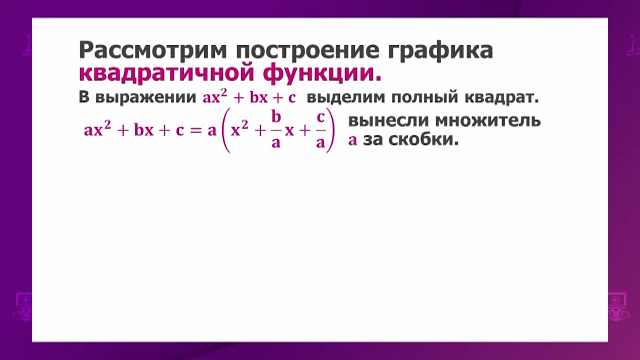 Рассмотрим построение графика
квадратичной функции.
В выражении ax² + bx + c выделим полный квадрат.
ax² + bx + c = a(x² + b/a x + c/a) вынесли множитель
a за скобки.